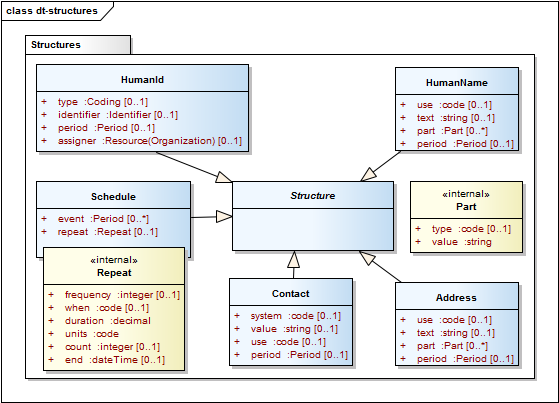 class dt-structures
Structures
HumanId
+ type :Coding [0..1]
+ identifier :Identifier [0..1]
+ period :Period [0..1]
+ assigner :Resource(Organization) [0..1]
HumanName
+ use :code [0..1]
+ text :string [0..1]
+ part :Part [0..*]
+ period :Period [0..1]
Schedule
+ event :Period [0..*]
+ repeat :Repeat [0..1]
Structure
«internal»
Part
+ type :code [0..1]
+ value :string
«internal»
Repeat
+ frequency :integer [0..1]
+ when :code [0..1]
+ duration :decimal
+ units :code
+ count :integer [0..1]
+ end :dateTime [0..1]
Contact
+ system :code [0..1]
+ value :string [0..1]
+ use :code [0..1]
+ period :Period [0..1]
Address
+ use :code [0..1]
+ text :string [0..1]
+ part :Part [0..*]
+ period :Period [0..1]